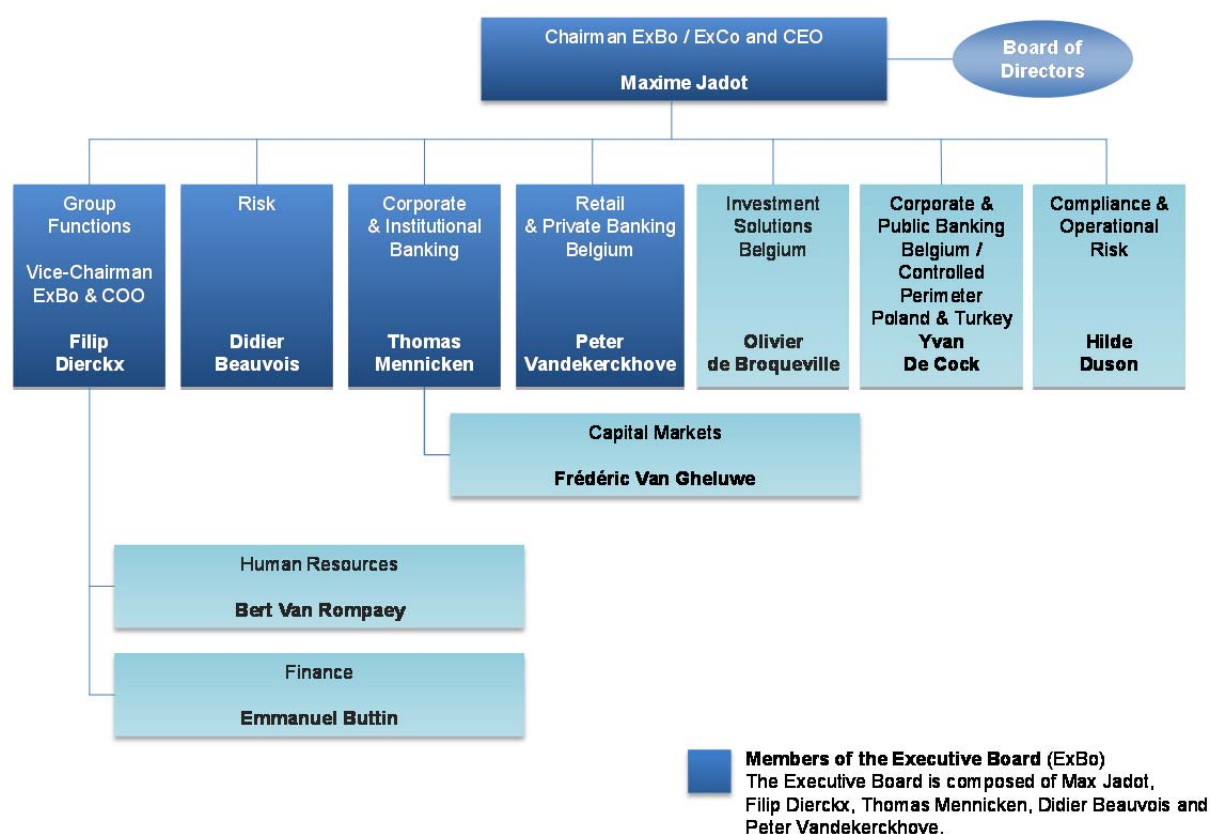 Chairman ExBo / ExCo and CEO
Maxime Jadot
Board of
Directors
Group
Functions
Vice-Chairman
ExBo & COO
Filip
Dierckx
Risk
Didier
Beauvois
Corporate
& Institutional
Banking
Thomas
Mennicken
Retail
& Private Banking
Belgium
Peter
Vandekerckhove
Investment
Solutions
Belgium
Olivier
de Broqueville
Corporate &
Public Banking
Belgium /
Controlled
Perimeter
Poland & Turkey
Yvan
De Cock
Compliance &
Operational
Risk
Hilde
Duson
Capital Markets
Frédéric Van Gheluwe
Human Resources
Bert Van Rompaey
Finance
Emmanuel Buttin
Members of the Executive Board (ExBo)
The Executive Board is composed of Max Jadot,
Filip Dierckx, Thomas Mennicken, Didier Beauvois and
Peter Vandekerckhove.